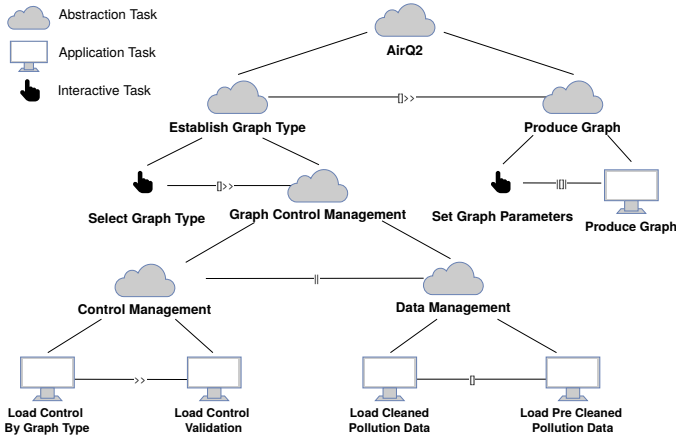 Abstraction Task
AirQ2
Application Task
Interactive Task
[]>>
Establish Graph Type
Produce Graph
[]>>
|[]|
Select Graph Type
Graph Control Management
Set Graph Parameters
Produce Graph
||
Control Management
Data Management
>>
[]
Load Control
By Graph Type
Load Control
Validation
Load Cleaned
Pollution Data
Load Pre Cleaned
Pollution Data